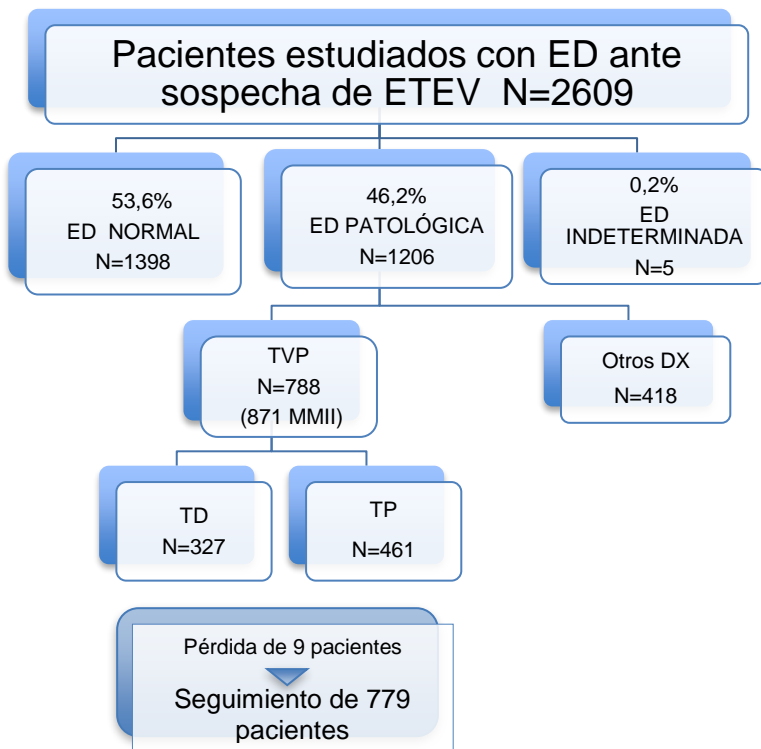 Pacientes estudiados con ED ante
sospecha de ETEV N=2609
53,6%
ED NORMAL
N=1398
46,2%
ED PATOLÓGICA
N=1206
0,2%
ED
INDETERMINADA
N=5
TVP
N=788
(871 MMII)
Otros DX
N=418
TD
N=327
TP
N=461
Pérdida de 9 pacientes
Seguimiento de 779
pacientes